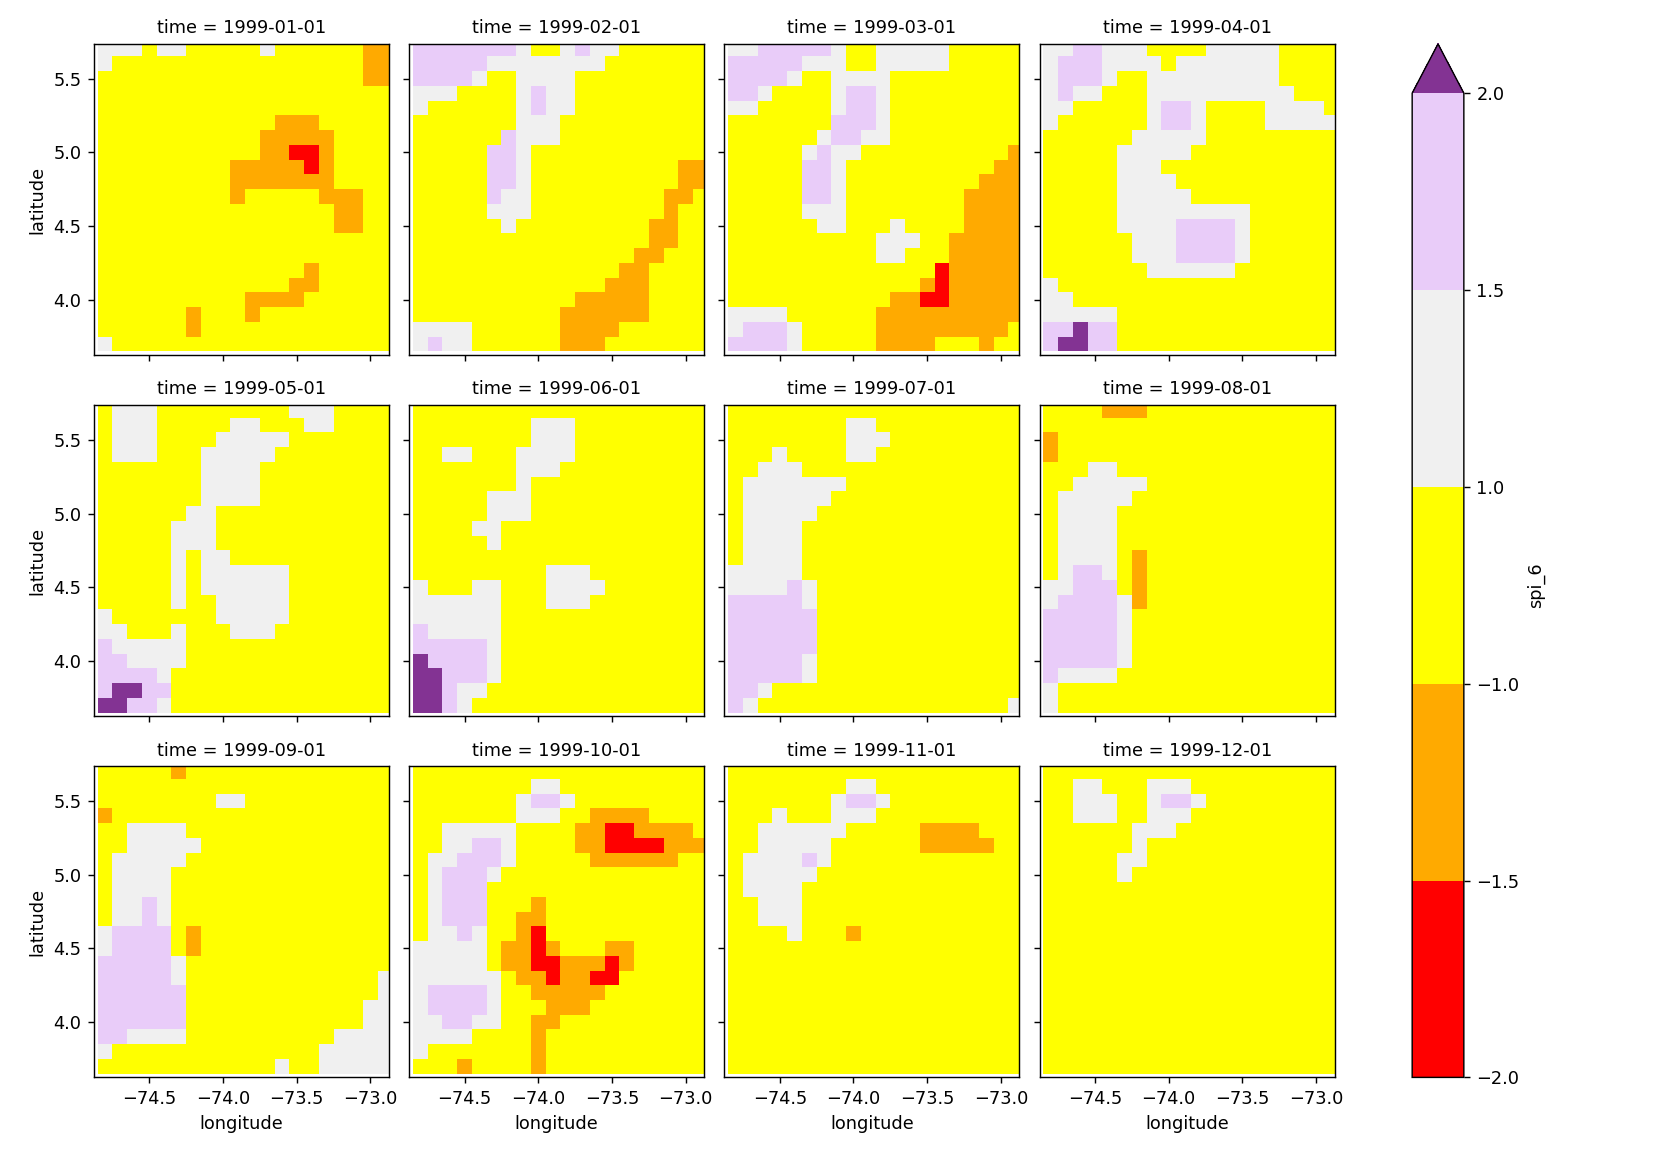 time = 1999-01-01
time = 1999-02-01
time = 1999-03-01
time = 1999-04-01
latitude
5.5
5.0
4.5
4.0
time = 1999-05-01
time = 1999-06-01
time = 1999-07-01
time = 1999-08-01
latitude
5.5
5.0
4.5
4.0
time = 1999-09-01
time = 1999-10-01
time = 1999-11-01
time = 1999-12-01
latitude
5.5
5.0
4.5
4.0
−74.5 −74.0 −73.5 −73.0
longitude
−74.5 −74.0 −73.5 −73.0
longitude
−74.5 −74.0 −73.5 −73.0
longitude
−74.5 −74.0 −73.5 −73.0
longitude
2.0
1.5
1.0
−1.0
−1.5
−2.0
spi_6